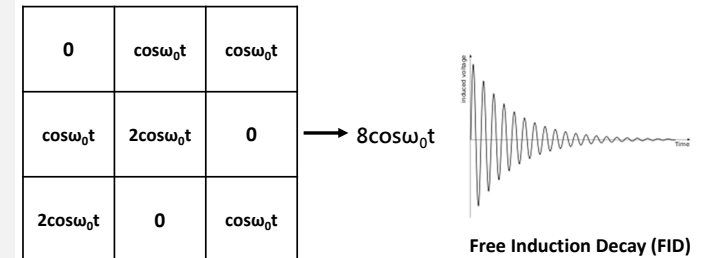 0 cosω₀t cosω₀t
cosω₀t 2cosω₀t 0
2cosω₀t 0 cosω₀t
8cosω₀t
induced voltage
Time
Free Induction Decay (FID)